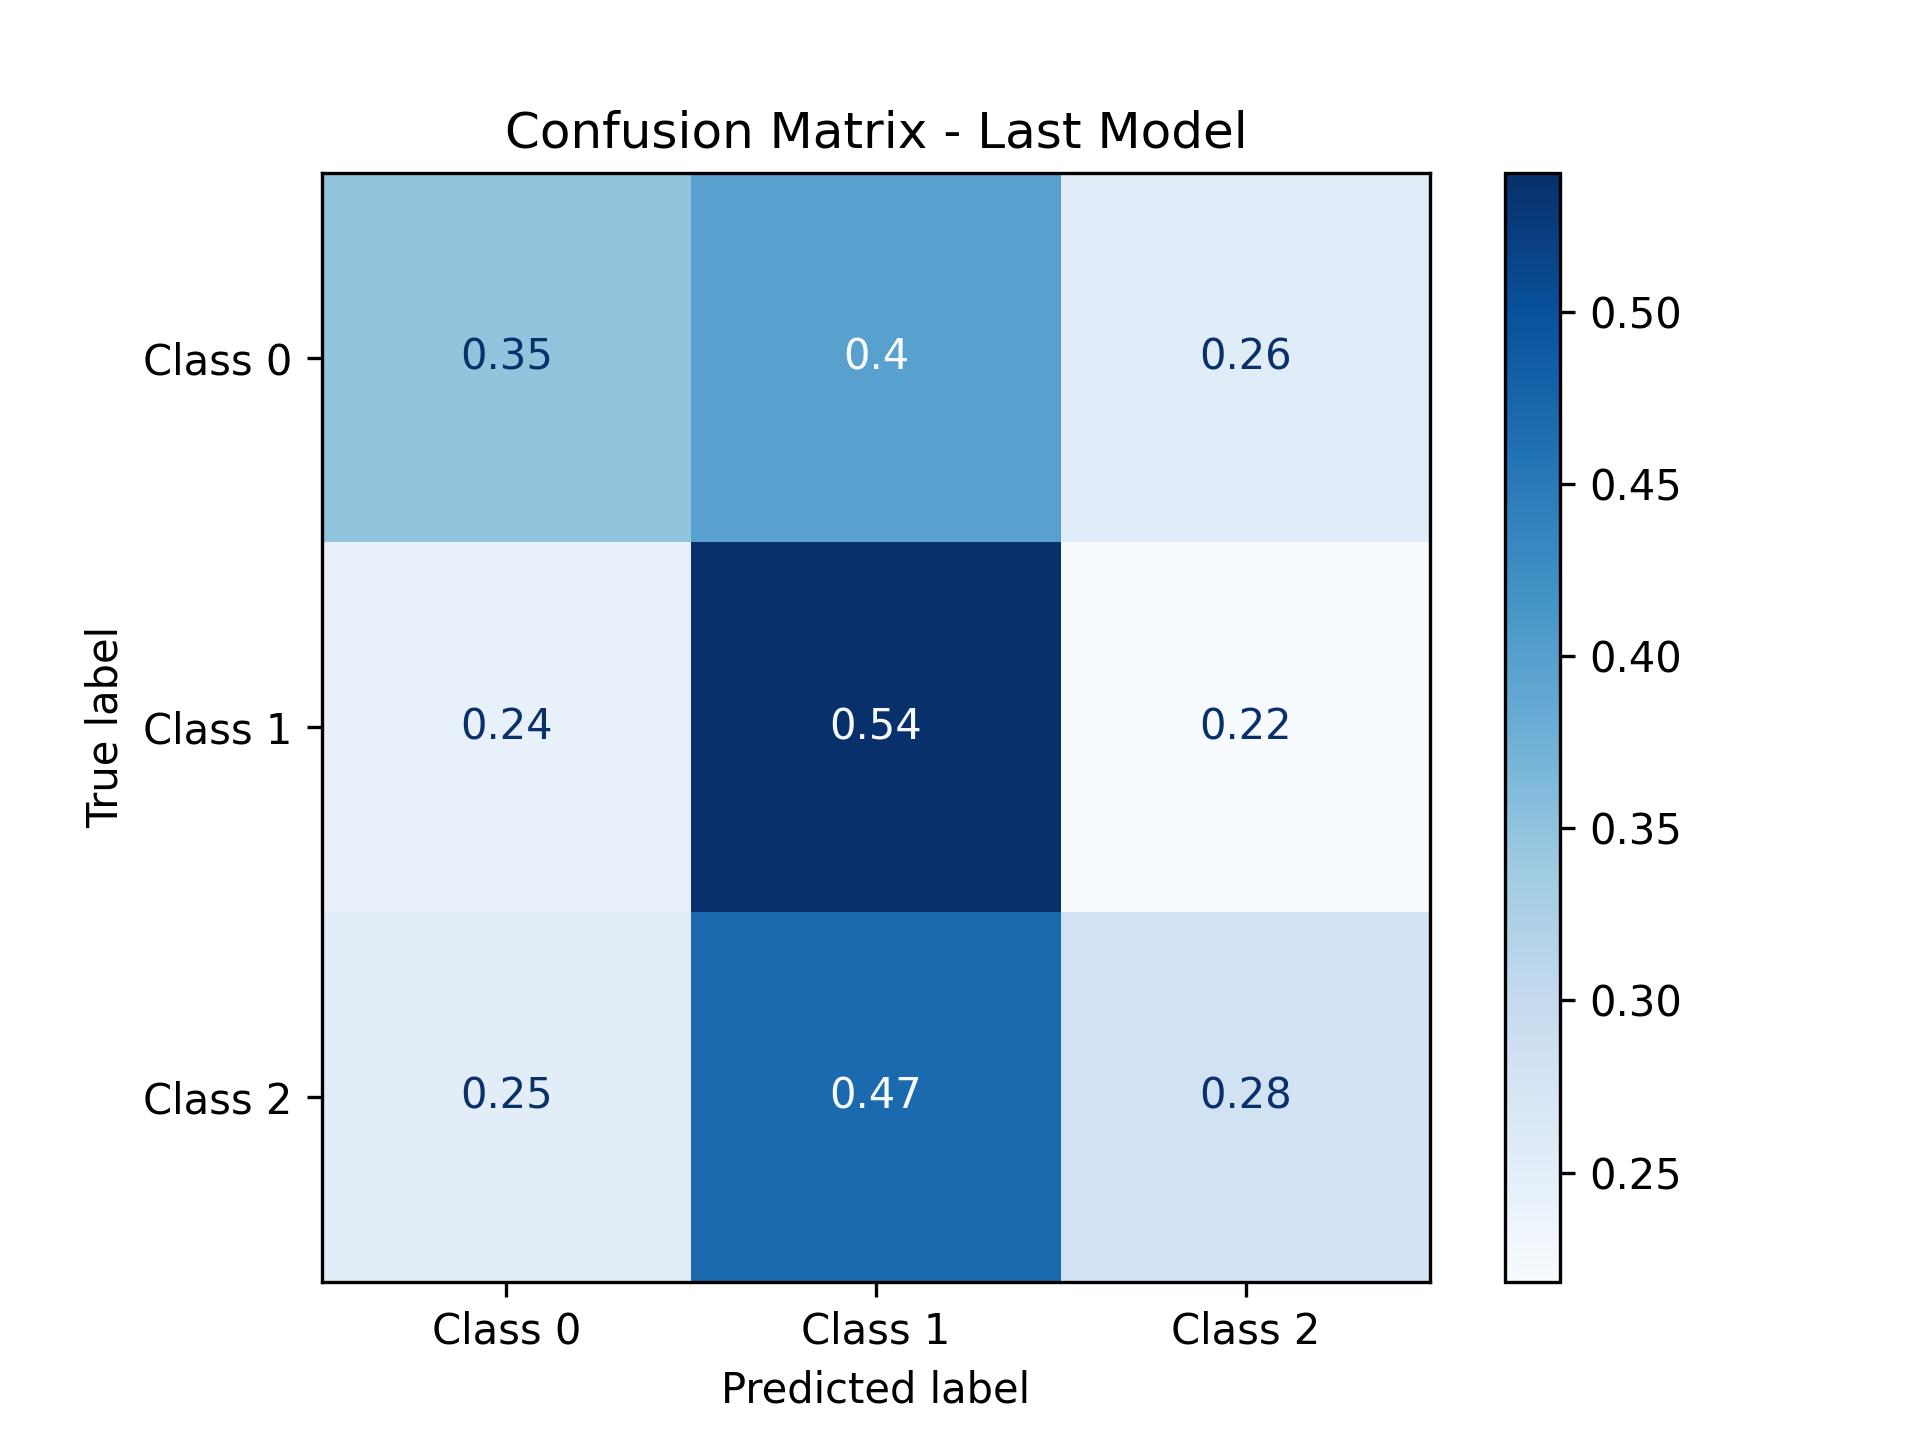 Confusion Matrix - Last Model
Class 0 0.35 0.4 0.26
Class 1 0.24 0.54 0.22
Class 2 0.25 0.47 0.28
True label
Class 0 Class 1 Class 2
Predicted label
0.50
0.45
0.40
0.35
0.30
0.25